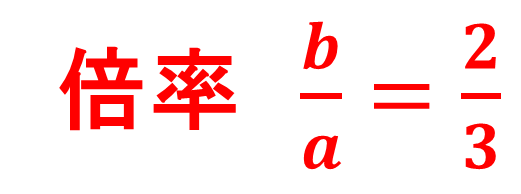 倍率 b/a = 2/3